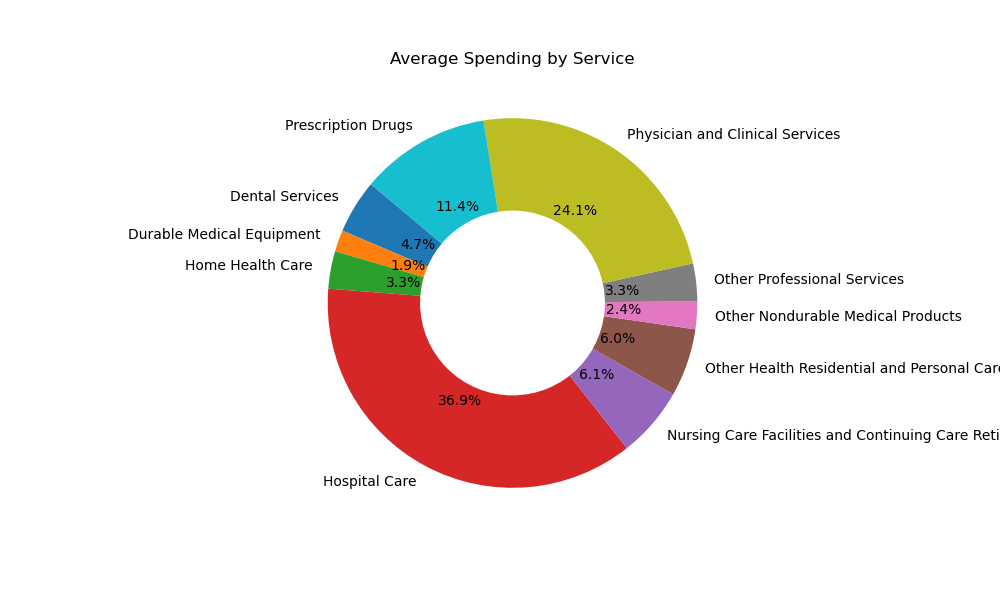 Average Spending by Service
Prescription Drugs
Physician and Clinical Services
Dental Services
11.4%
24.1%
Durable Medical Equipment
4.7%
Home Health Care
1.9%
3.3%
Other Professional Services
3.3%
2.4%
Other Nondurable Medical Products
6.0%
Other Health Residential and Personal Care
6.1%
36.9%
Nursing Care Facilities and Continuing Care Reti
Hospital Care